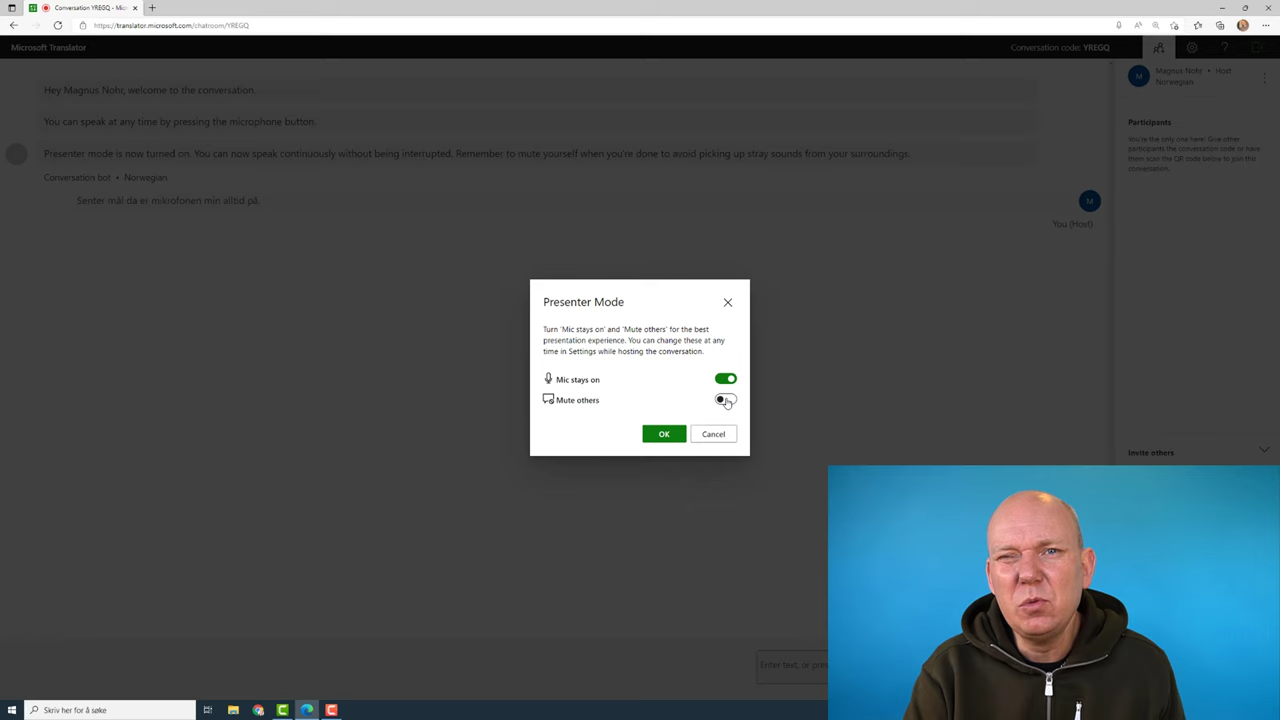 Conversation YREGQ - Mic
https://translator.microsoft.com/chatroom/YREGQ
Microsoft Translator
Conversation code: YREGQ
Hey Magnus Nohr, welcome to the conversation.
You can speak at any time by pressing the microphone button.
Presenter mode is now turned on. You can now speak continuously without being interrupted. Remember to mute yourself when you're done to avoid picking up stray sounds from your surroundings.
Conversation bot • Norwegian
Senter mål da er mikrofonen min alltid på.
M
You (Host)
M
Magnus Nohr • Host
Norwegian
Participants
You're the only one here! Give other
participants the conversation code or have
them scan the QR code below to join this
conversation.
Presenter Mode
Turn 'Mic stays on' and 'Mute others' for the best
presentation experience. You can change these at any
time in Settings while hosting the conversation.
Mic stays on
Mute others
OK
Cancel
Invite others
Enter text, or pres
Skriv her for å søke